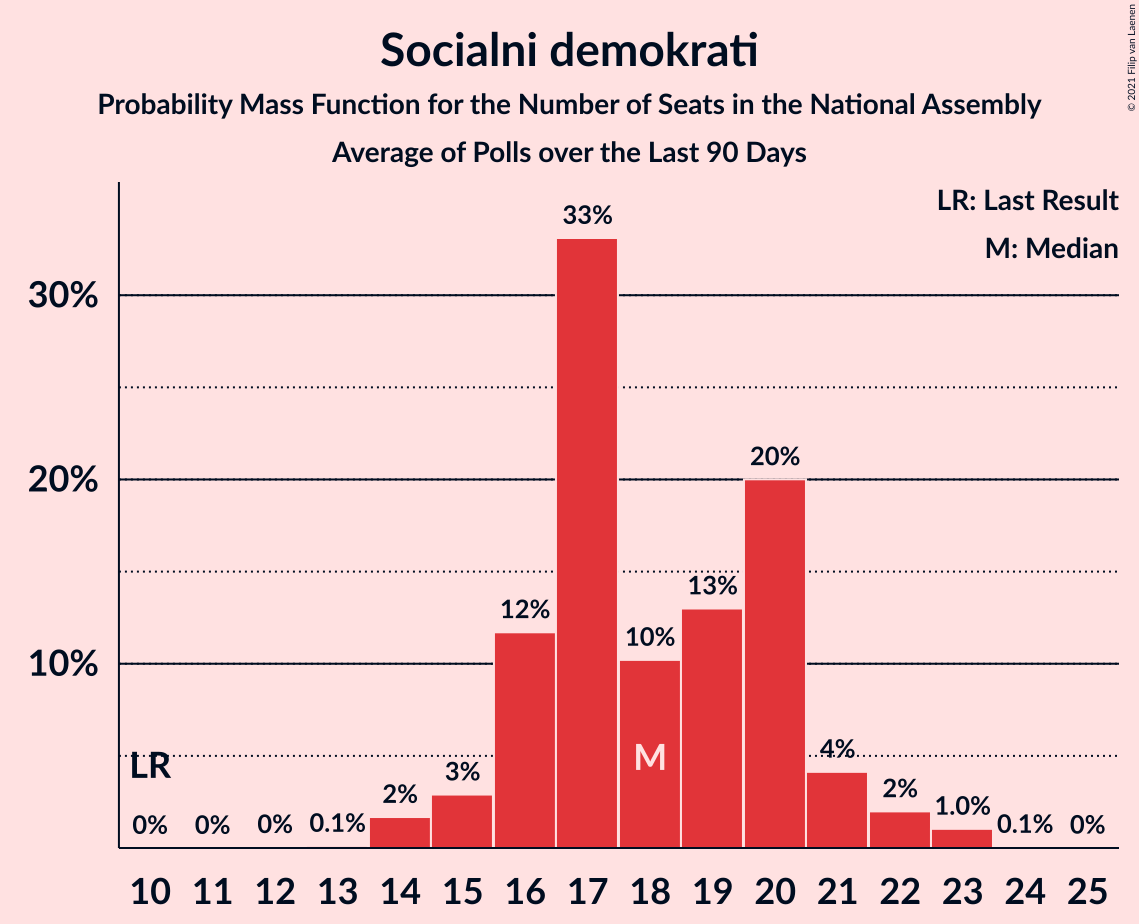 Socialni demokrati
Probability Mass Function for the Number of Seats in the National Assembly
Average of Polls over the Last 90 Days
© 2021 Filip van Laenen
LR: Last Result
M: Median
33%
30%
20%
20%
13%
12%
10%
10%
LR
M
4%
3%
2%
2%
1.0%
0% 0% 0% 0.1% 0.1% 0%
10 11 12 13 14 15 16 17 18 19 20 21 22 23 24 25